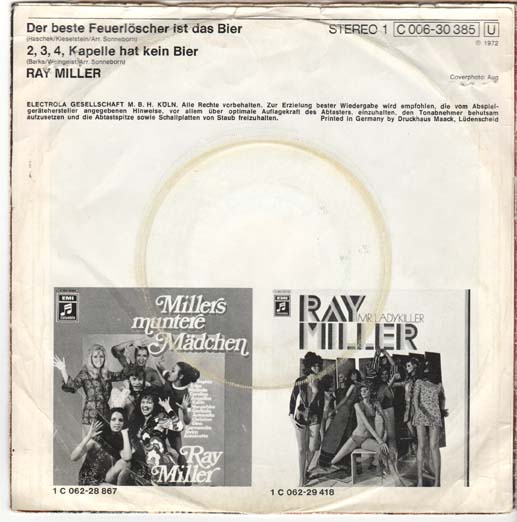 Der beste Feuerlöscher ist das Bier
(Raschek/Kieselstein/Arr. Sonneborn)
2, 3, 4, Kapelle hat kein Bier
(Barks/Weingeist/Arr. Sonneborn)
RAY MILLER
STEREO 1 C 006-30 385 U
℗ 1972
Coverphoto: Aug
ELECTROLA GESELLSCHAFT M. B. H. KÖLN. Alle Rechte vorbehalten. Zur Erzielung bester Wiedergabe wird empfohlen, die vom Abspiel-
gerätehersteller angegebenen Hinweise, vor allem über optimale Auflagekraft des Abtasters, einzuhalten, den Tonabnehmer behutsam
aufzusetzen und die Abtastspitze sowie Schallplatten von Staub freizuhalten. Printed in Germany by Druckhaus Maack, Lüdenscheid
EMI
Columbia
Millers
muntere
Mädchen
Ray
Miller
1 C 062-28 867
EMI
RAY
MR. LADYKILLER
MILLER
1 C 062-29 418